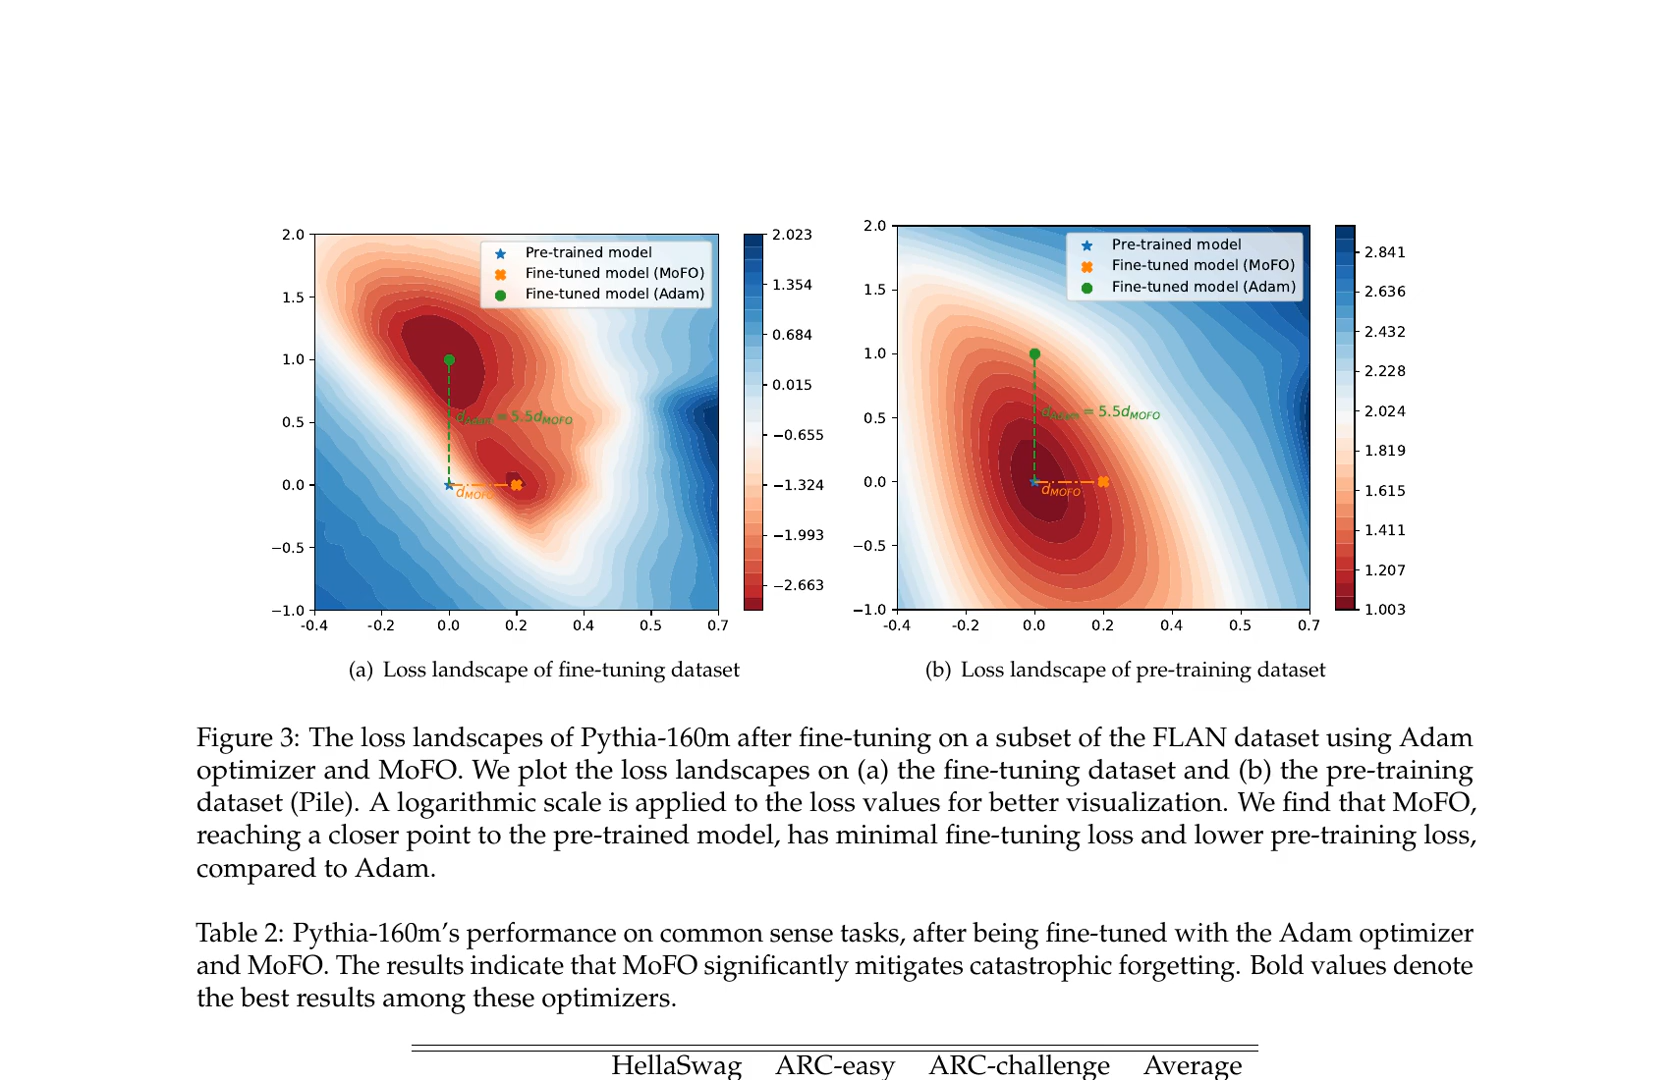 2.0
1.5
1.0
0.5
0.0
−0.5
−1.0
-0.4 -0.2 0.0 0.2 0.4 0.5 0.7
Pre-trained model
Fine-tuned model (MoFO)
Fine-tuned model (Adam)
d_Adam = 5.5d_MOFO
d_MOFO
2.023
1.354
0.684
0.015
−0.655
−1.324
−1.993
−2.663
(a) Loss landscape of fine-tuning dataset
2.0
1.5
1.0
0.5
0.0
−0.5
−1.0
-0.4 -0.2 0.0 0.2 0.4 0.5 0.7
Pre-trained model
Fine-tuned model (MoFO)
Fine-tuned model (Adam)
d_Adam = 5.5d_MOFO
d_MOFO
2.841
2.636
2.432
2.228
2.024
1.819
1.615
1.411
1.207
1.003
(b) Loss landscape of pre-training dataset
Figure 3: The loss landscapes of Pythia-160m after fine-tuning on a subset of the FLAN dataset using Adam
optimizer and MoFO. We plot the loss landscapes on (a) the fine-tuning dataset and (b) the pre-training
dataset (Pile). A logarithmic scale is applied to the loss values for better visualization. We find that MoFO,
reaching a closer point to the pre-trained model, has minimal fine-tuning loss and lower pre-training loss,
compared to Adam.
Table 2: Pythia-160m's performance on common sense tasks, after being fine-tuned with the Adam optimizer
and MoFO. The results indicate that MoFO significantly mitigates catastrophic forgetting. Bold values denote
the best results among these optimizers.
HellaSwag ARC-easy ARC-challenge Average